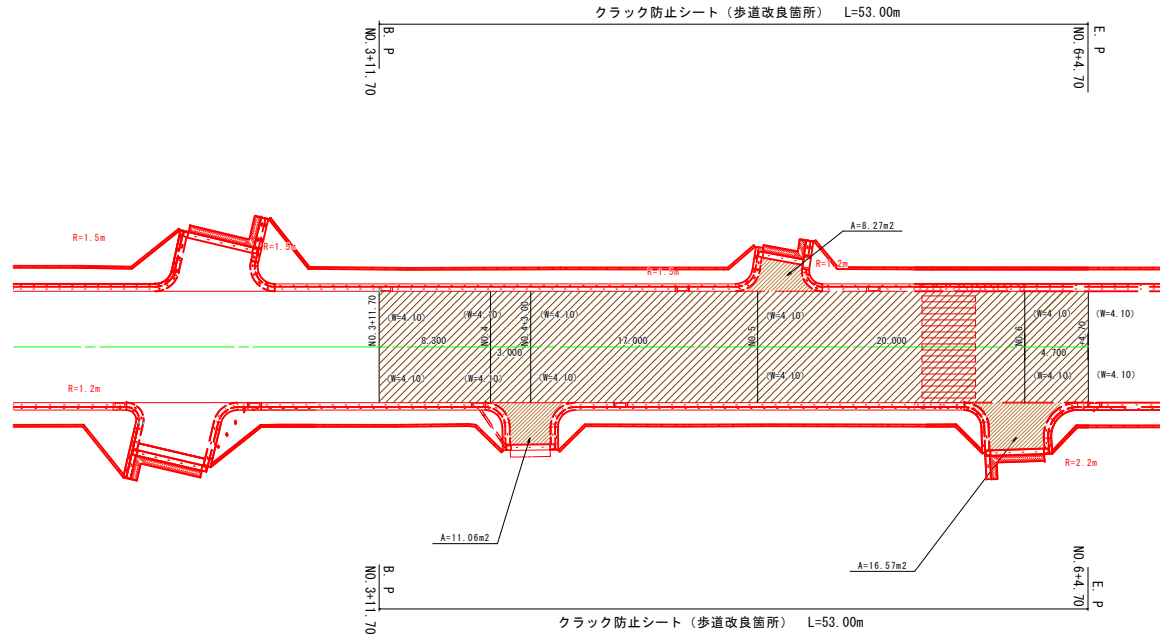 クラック防止シート（歩道改良箇所）　L=53.00m
B. P
NO.3+11.70
E. P
NO.6+4.70
A=8.27m2
R=1.5m
R=1.5m
R=1.5m
R=1.2m
NO.3+11.70
(W=4.10)
(W=4.10)
NO.4
NO.4+3.00
(W=4.10)
NO.5
(W=4.10)
NO.6
(W=4.10)
+4.70
(W=4.10)
8.300
3.000
17.000
20.000
4.700
R=1.2m
(W=4.10)
(W=4.10)
(W=4.10)
(W=4.10)
(W=4.10)
(W=4.10)
R=2.2m
A=11.06m2
A=16.57m2
B. P
NO.3+11.70
E. P
NO.6+4.70
クラック防止シート（歩道改良箇所）　L=53.00m